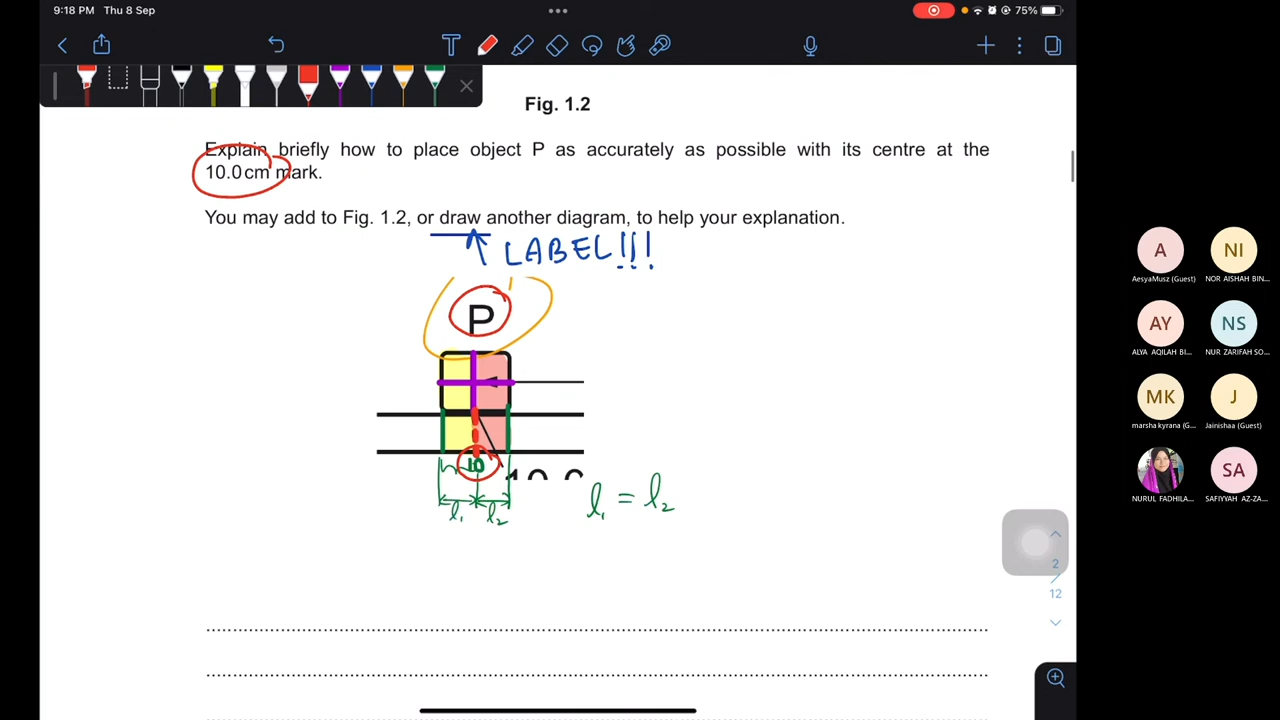 9:18 PM Thu 8 Sep
75%
T
Fig. 1.2
Explain briefly how to place object P as accurately as possible with its centre at the
10.0 cm mark.
You may add to Fig. 1.2, or draw another diagram, to help your explanation.
LABEL!!!
P
10
l₁ l₂
l₁ = l₂
2
12
A
AesyaMusz (Guest)
NI
NOR AISHAH BIN...
AY
ALYA AQILAH BI...
NS
NUR ZARIFAH SO...
MK
marsha kyrana (G...
J
Jainishaa (Guest)
NURUL FADHILA...
SA
SAFIYYAH AZ-ZA...